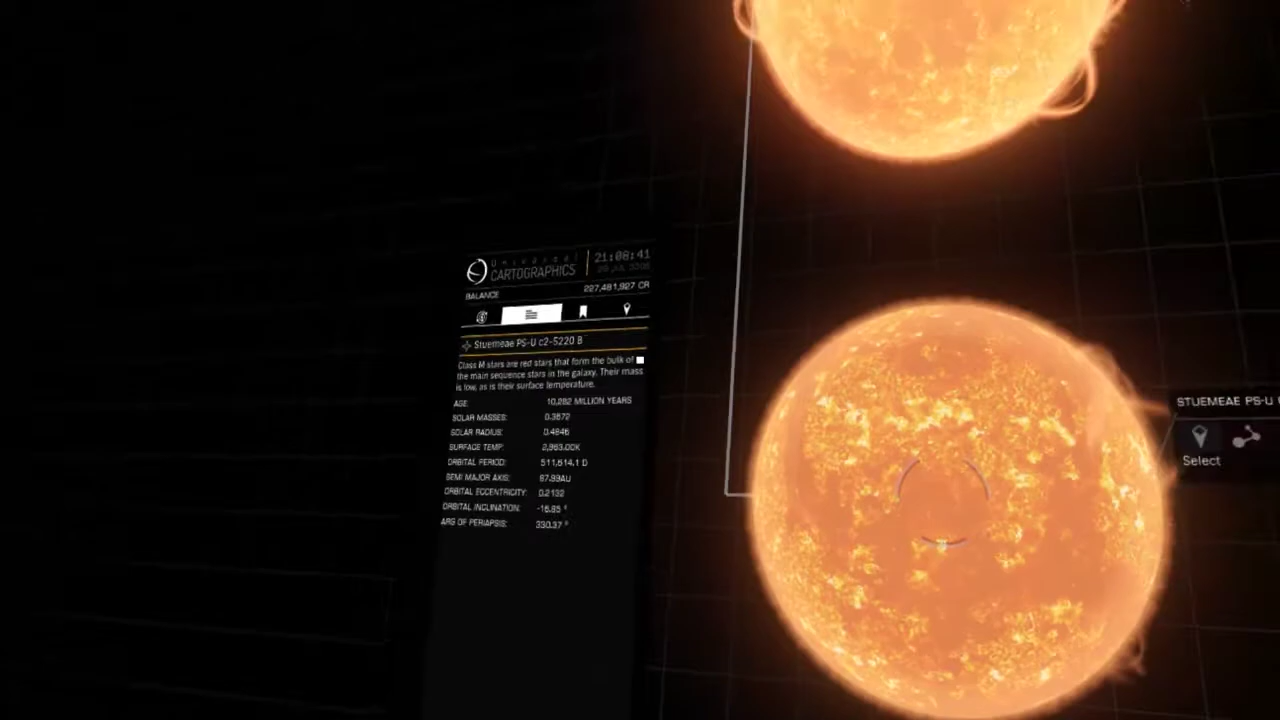 Universal
CARTOGRAPHICS
21:08:41
BALANCE
227,481,927 CR
Stuemeae PS-U c2-5220 B
Class M stars are red stars that form the bulk of
the main sequence stars in the galaxy. Their mass
is low, as is their surface temperature.
AGE: 10,282 MILLION YEARS
SOLAR MASSES: 0.3672
SOLAR RADIUS: 0.4846
SURFACE TEMP: 2,963.00K
ORBITAL PERIOD: 511,614.1 D
SEMI MAJOR AXIS: 87.99AU
ORBITAL ECCENTRICITY: 0.2132
ORBITAL INCLINATION: -16.85 °
ARG OF PERIAPSIS: 330.37 °
STUEMEAE PS-U
Select